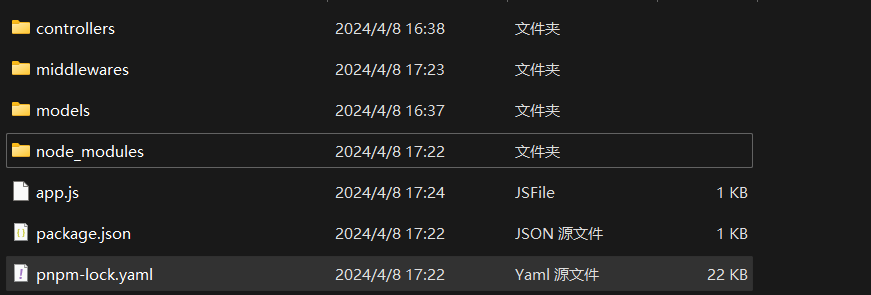 controllers 2024/4/8 16:38 文件夹
middlewares 2024/4/8 17:23 文件夹
models 2024/4/8 16:37 文件夹
node_modules 2024/4/8 17:22 文件夹
app.js 2024/4/8 17:24 JSFile 1 KB
package.json 2024/4/8 17:22 JSON 源文件 1 KB
pnpm-lock.yaml 2024/4/8 17:22 Yaml 源文件 22 KB